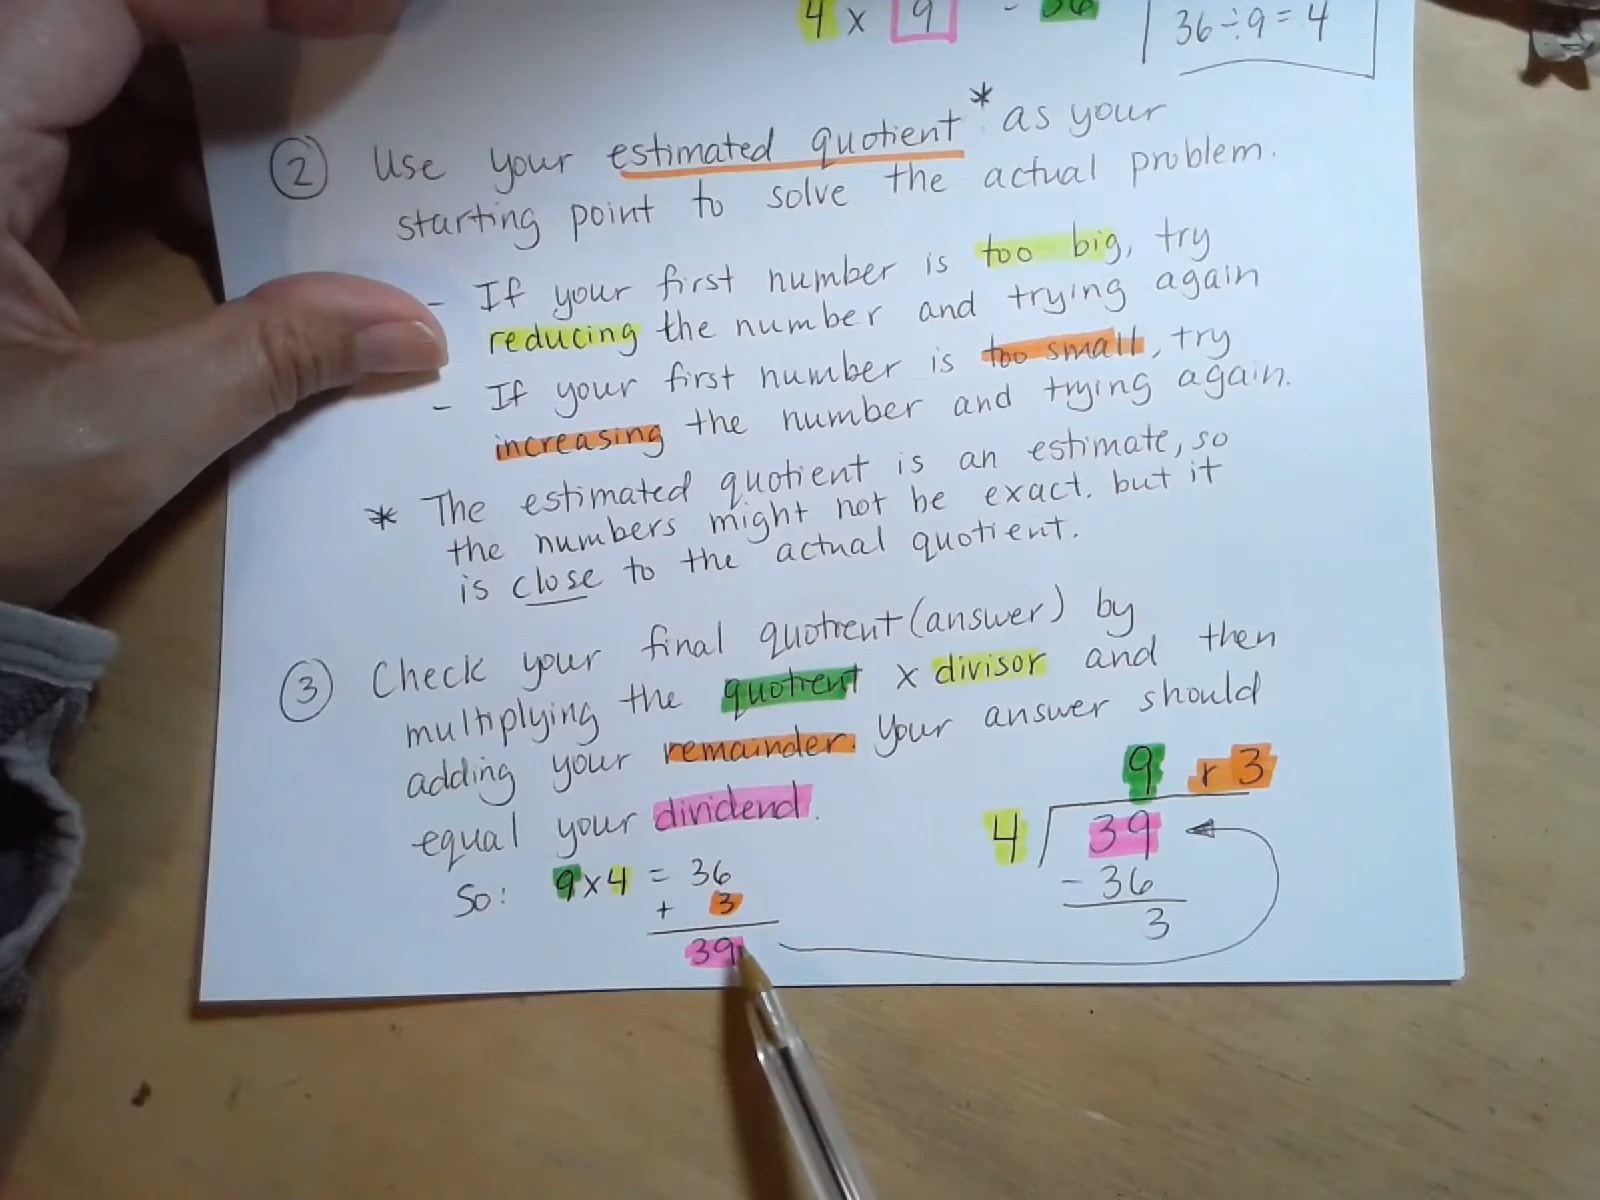 4 x 9 - 36
36÷9=4
② Use your estimated quotient* as your
starting point to solve the actual problem.
- If your first number is too big, try
reducing the number and trying again
- If your first number is too small, try
increasing the number and trying again.
* The estimated quotient is an estimate, so
the numbers might not be exact. but it
is close to the actual quotient.
③ Check your final quotient (answer) by
multiplying the quotient x divisor and then
adding your remainder. Your answer should
equal your dividend.
So: 9x4 = 36
+ 3
39
9 r 3
4 39
- 36
3